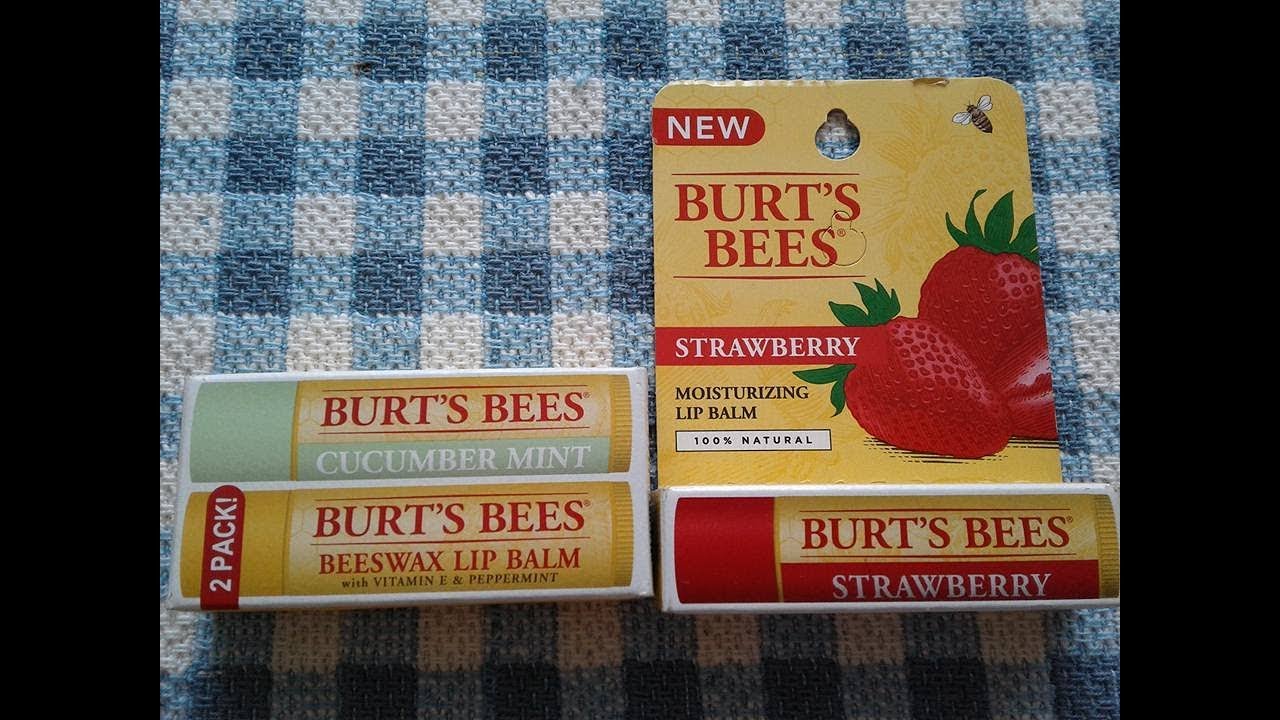 NEW
BURT'S
BEES®
STRAWBERRY
MOISTURIZING
LIP BALM
100% NATURAL
BURT'S BEES®
CUCUMBER MINT
2 PACK!
BURT'S BEES®
BEESWAX LIP BALM
with VITAMIN E & PEPPERMINT
BURT'S BEES®
STRAWBERRY